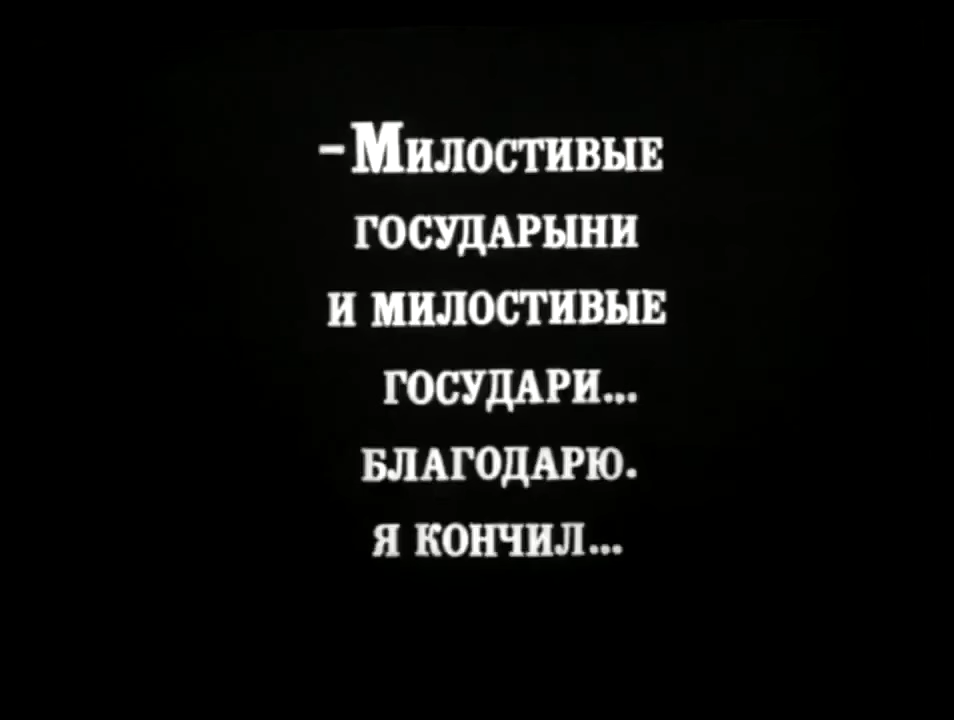 -Милостивые
государыни
и милостивые
государи...
благодарю.
я кончил...